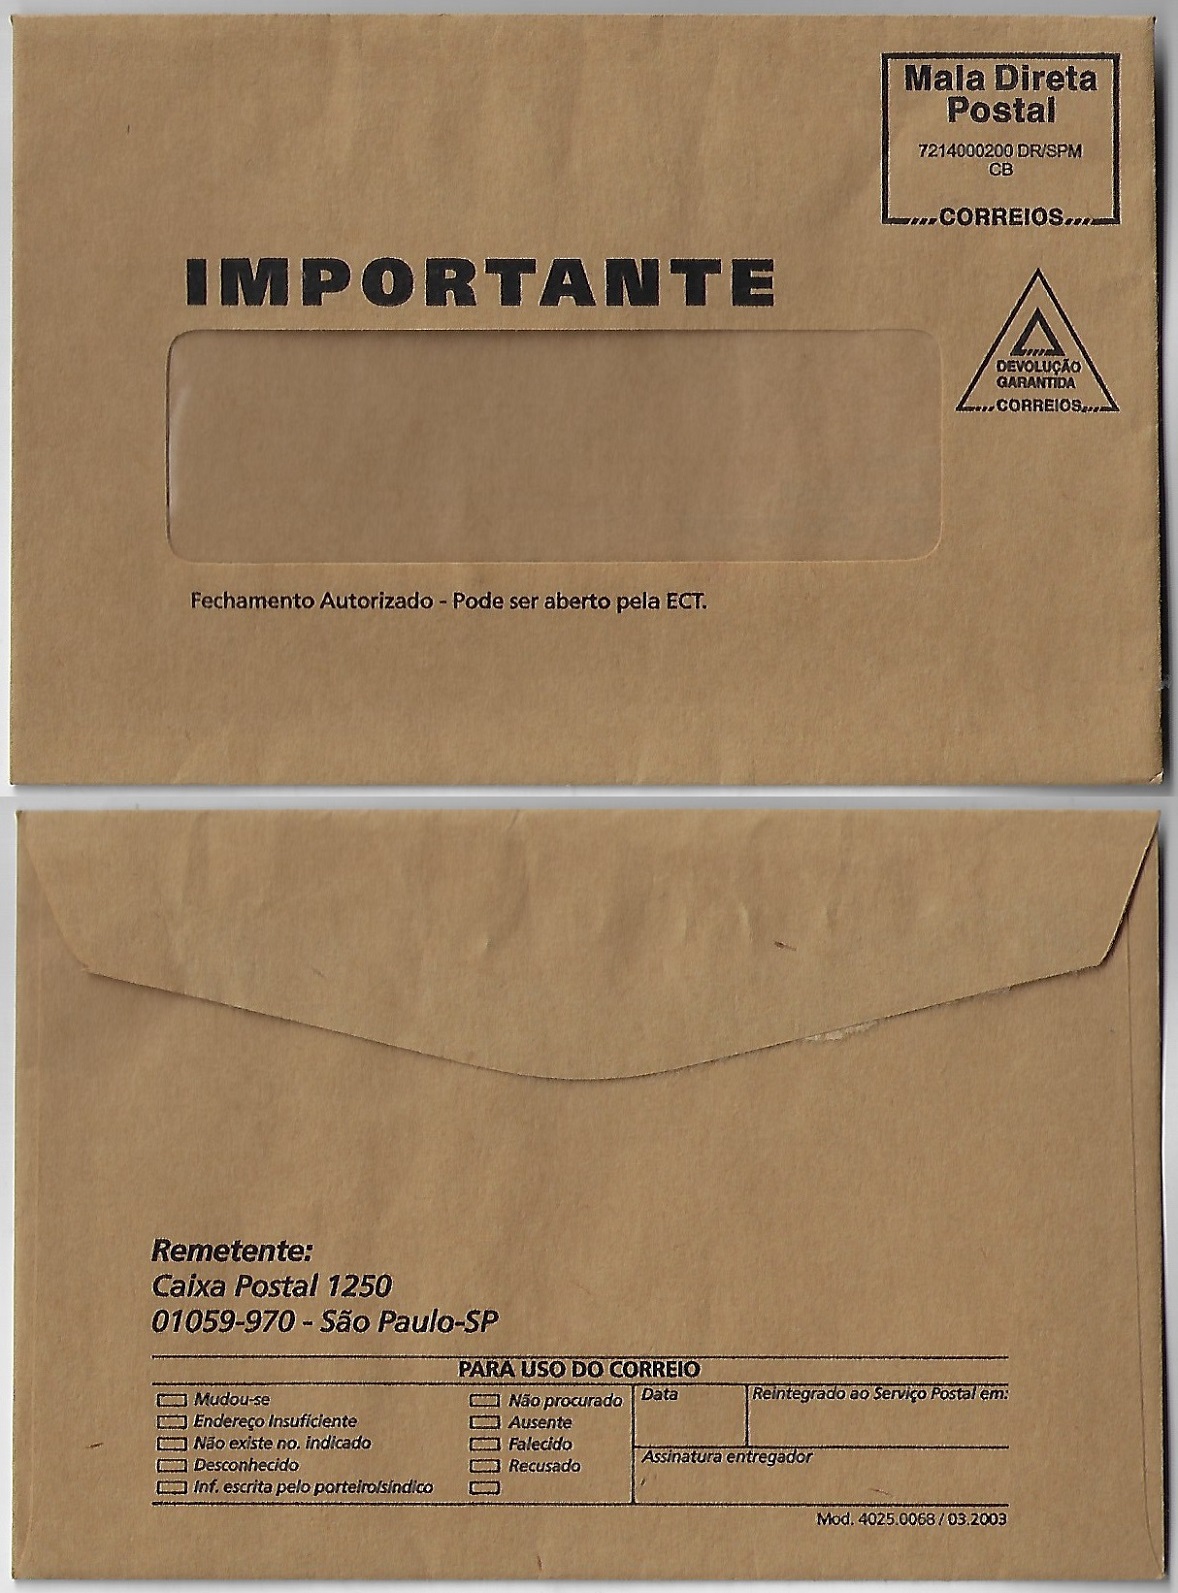 Mala Direta
Postal
7214000200 DR/SPM
CB
CORREIOS
IMPORTANTE
DEVOLUÇÃO
GARANTIDA
CORREIOS
Fechamento Autorizado - Pode ser aberto pela ECT.
Remetente:
Caixa Postal 1250
01059-970 - São Paulo-SP
PARA USO DO CORREIO
Mudou-se
Endereço Insuficiente
Não existe no. indicado
Desconhecido
Inf. escrita pelo porteiro/síndico
Não procurado
Ausente
Falecido
Recusado
Data
Reintegrado ao Serviço Postal em:
Assinatura entregador
Mod. 4025.0068 / 03.2003